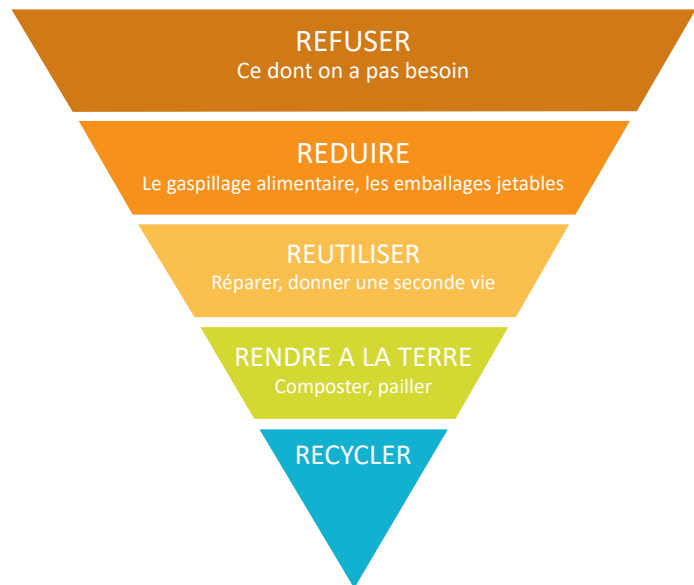 REFUSER
Ce dont on a pas besoin
REDUIRE
Le gaspillage alimentaire, les emballages jetables
REUTILISER
Réparer, donner une seconde vie
RENDRE A LA TERRE
Composter, pailler
RECYCLER